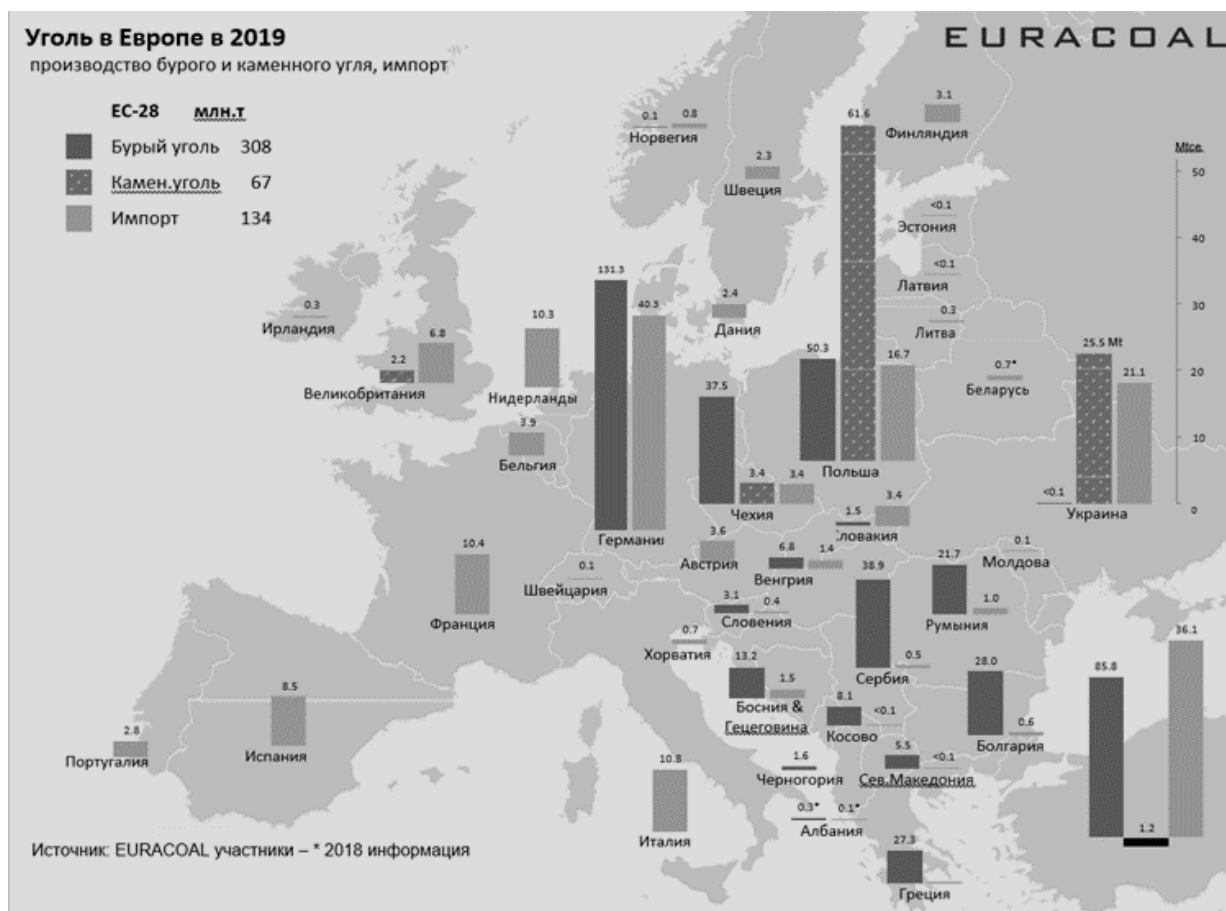 Уголь в Европе в 2019
EURACOAL
производство бурого и каменного угля, импорт
ЕС-28 млн.т
Бурый уголь 308
Камен.уголь 67
Импорт 134
0.1 0.8
Норвегия
2.3
Швеция
3.1
Финляндия
<0.1
Эстония
<0.1
Латвия
0.3
Литва
0.7*
Беларусь
Mtce
50
40
30
20
10
0
0.3
Ирландия
2.2 6.8
Великобритания
10.3
Нидерланды
3.9
Бельгия
131.3 40.3
Германия
2.4
Дания
50.3 61.6 16.7
Польша
37.5 3.4 3.4
Чехия
<0.1 25.5 Mt 21.1
Украина
1.5 3.4
Словакия
3.6
Австрия
6.8 1.4
Венгрия
0.1
Молдова
10.4
Франция
0.1
Швейцария
3.1 0.4
Словения
38.9 0.5
Сербия
21.7 1.0
Румыния
0.7
Хорватия
13.2 1.5
Босния &
Гецеговина
8.1 <0.1
Косово
28.0 0.6
Болгария
85.8 1.2 36.1
2.8
Португалия
8.5
Испания
10.8
Италия
1.6
Черногория
5.5 <0.1
Сев.Македония
0.3* 0.1*
Албания
27.3
Греция
Источник: EURACOAL участники – * 2018 информация